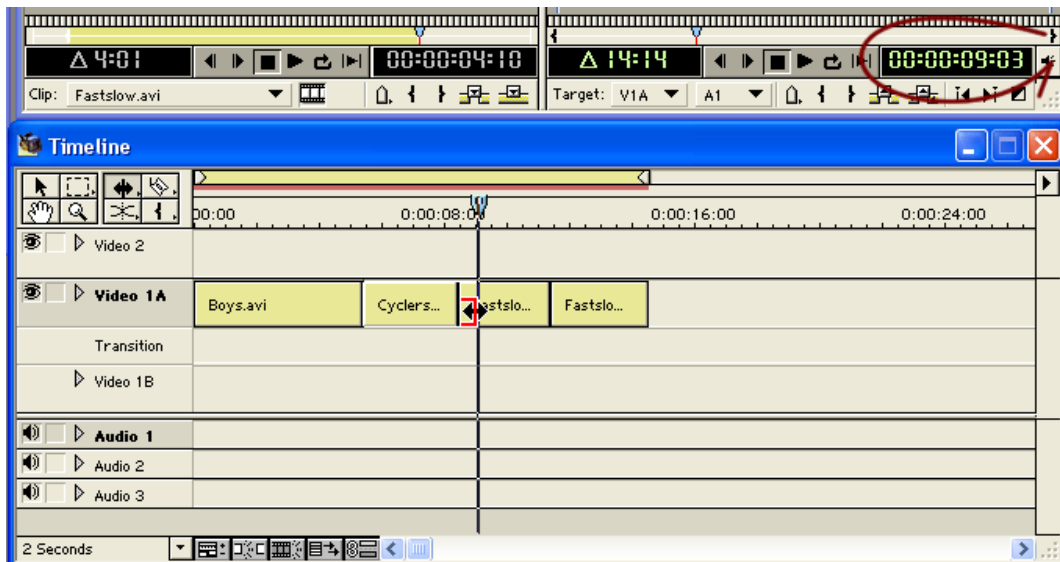 Δ 4:01
00:00:04:10
Δ 14:14
00:00:09:03
Clip: Fastslow.avi
Target: V1A
A1
Timeline
00:00
0:00:08:00
0:00:16:00
0:00:24:00
Video 2
Video 1A
Boys.avi
Cyclers...
Fastslo...
Transition
Video 1B
Audio 1
Audio 2
Audio 3
2 Seconds